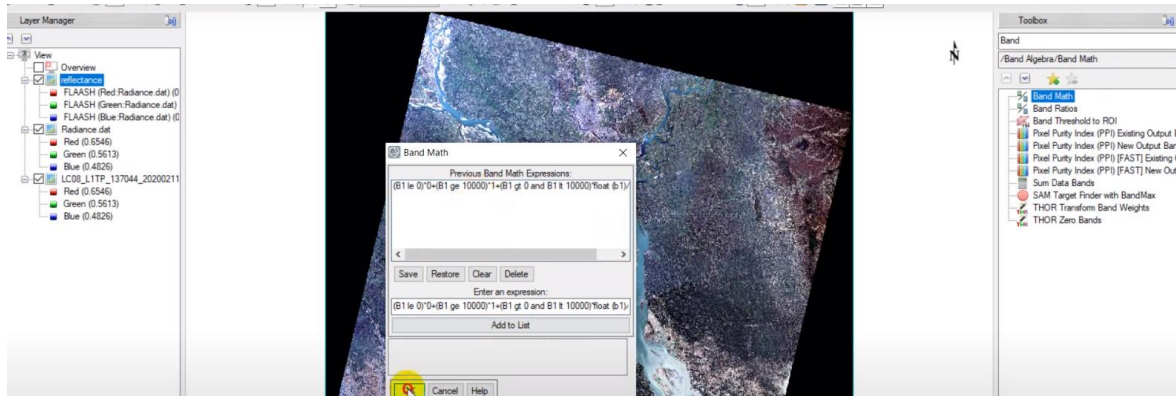 Layer Manager
View
Overview
reflectance
FLAASH (Red:Radiance.dat) (0
FLAASH (Green:Radiance.dat)
FLAASH (Blue:Radiance.dat) (0
Radiance.dat
Red (0.6546)
Green (0.5613)
Blue (0.4826)
LC08_L1TP_137044_20200211
Red (0.6546)
Green (0.5613)
Blue (0.4826)
N
Band Math
Previous Band Math Expressions:
(B1 le 0)*0+(B1 ge 10000)*1+(B1 gt 0 and B1 lt 10000)*float (b1)/
Save Restore Clear Delete
Enter an expression:
(B1 le 0)*0+(B1 ge 10000)*1+(B1 gt 0 and B1 lt 10000)*float (b1)/
Add to List
Cancel Help
Toolbox
Band
/Band Algebra/Band Math
Band Math
Band Ratios
Band Threshold to ROI
Pixel Purity Index (PPI) Existing Output
Pixel Purity Index (PPI) New Output Ban
Pixel Purity Index (PPI) [FAST] Existing
Pixel Purity Index (PPI) [FAST] New Out
Sum Data Bands
SAM Target Finder with BandMax
THOR Transform Band Weights
THOR Zero Bands